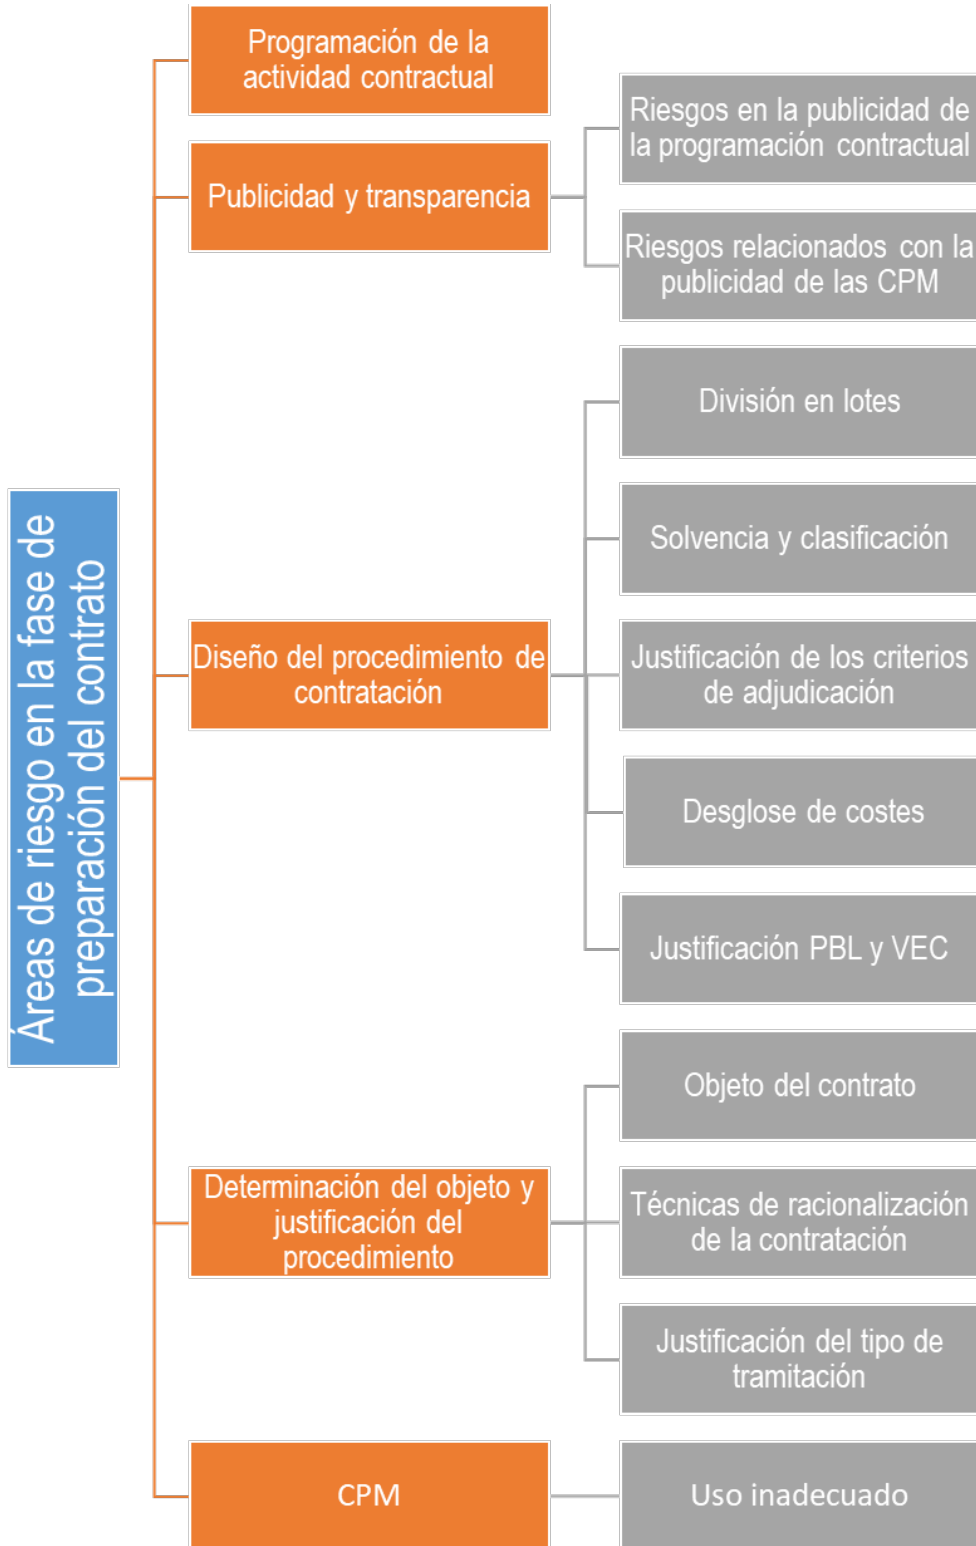 Áreas de riesgo en la fase de
preparación del contrato
Programación de la
actividad contractual
Publicidad y transparencia
Riesgos en la publicidad de
la programación contractual
Riesgos relacionados con la
publicidad de las CPM
Diseño del procedimiento de
contratación
División en lotes
Solvencia y clasificación
Justificación de los criterios
de adjudicación
Desglose de costes
Justificación PBL y VEC
Determinación del objeto y
justificación del
procedimiento
Objeto del contrato
Técnicas de racionalización
de la contratación
Justificación del tipo de
tramitación
CPM
Uso inadecuado